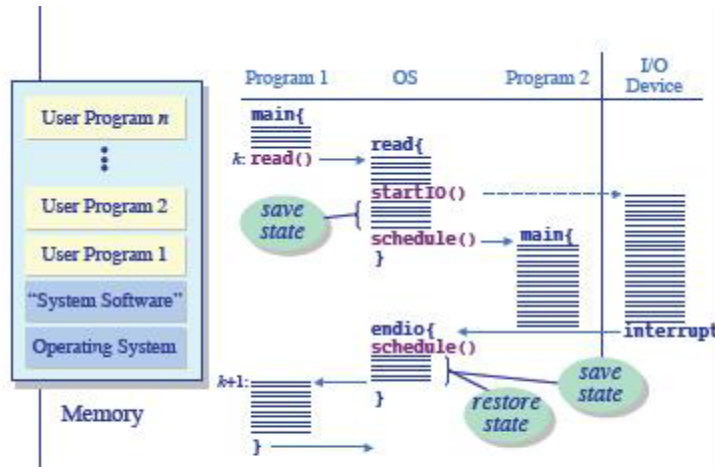 User Program n
User Program 2
User Program 1
“System Software”
Operating System
Memory
Program 1
OS
Program 2
I/O
Device
main{
k: read()
read{
startIO()
save
state
schedule()
}
main{
endio{
interrupt
schedule()
k+1:
}
restore
state
save
state
}